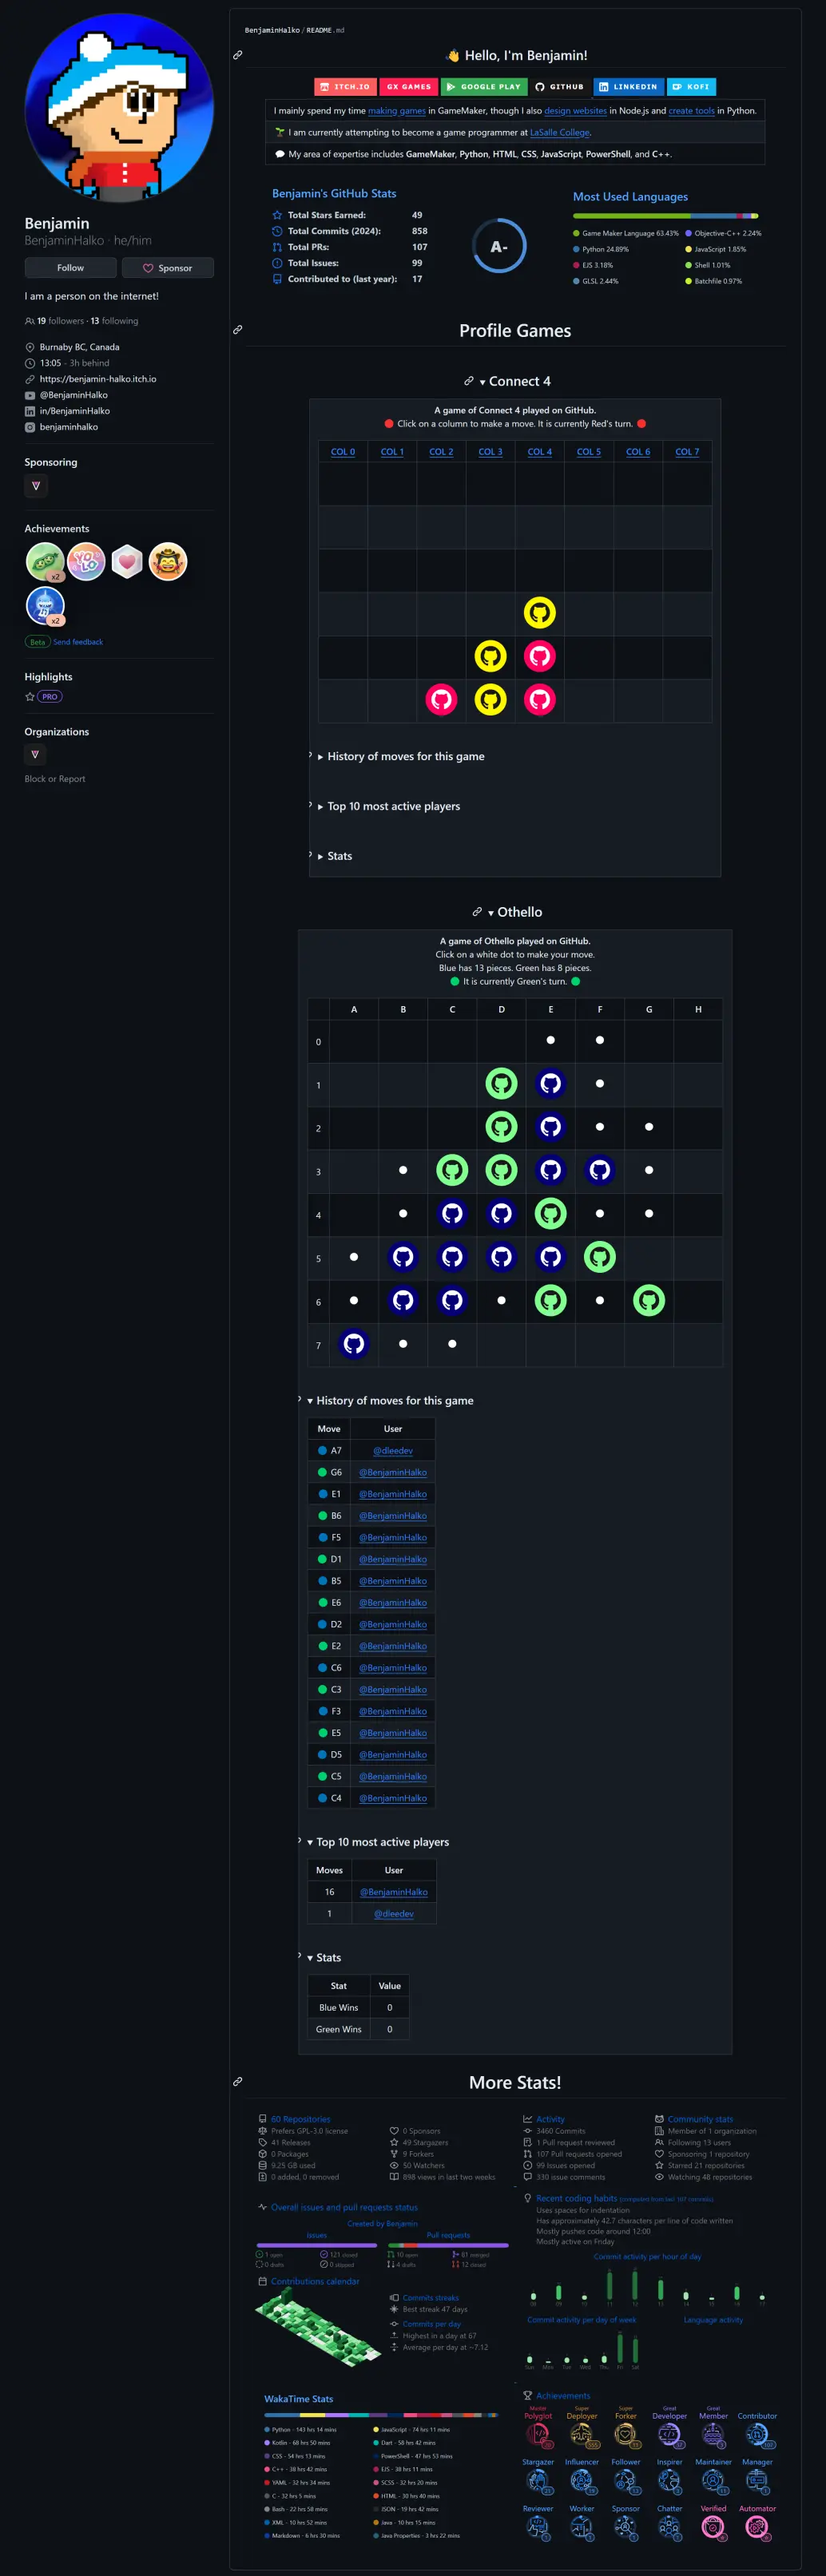 BenjaminHalko / README.md
👋 Hello, I'm Benjamin!
ITCH.IO GX GAMES GOOGLE PLAY GITHUB LINKEDIN KOFI
I mainly spend my time making games in GameMaker, though I also design websites in Node.js and create tools in Python.
🌱 I am currently attempting to become a game programmer at LaSalle College.
💬 My area of expertise includes GameMaker, Python, HTML, CSS, JavaScript, PowerShell, and C++.
Benjamin
BenjaminHalko · he/him
Follow Sponsor
I am a person on the internet!
19 followers · 13 following
Burnaby BC, Canada
13:05 - 3h behind
https://benjamin-halko.itch.io
@BenjaminHalko
in/BenjaminHalko
benjaminhalko
Sponsoring
Achievements
x2
YOLO
x2
Beta Send feedback
Highlights
PRO
Organizations
Block or Report
Benjamin's GitHub Stats
Total Stars Earned: 49
Total Commits (2024): 858
Total PRs: 107
Total Issues: 99
Contributed to (last year): 17
A-
Most Used Languages
Game Maker Language 63.43% Objective-C++ 2.24%
Python 24.89% JavaScript 1.85%
EJS 3.18% Shell 1.01%
GLSL 2.44% Batchfile 0.97%
Profile Games
Connect 4
A game of Connect 4 played on GitHub.
Click on a column to make a move. It is currently Red's turn.
COL 0 COL 1 COL 2 COL 3 COL 4 COL 5 COL 6 COL 7
History of moves for this game
Top 10 most active players
Stats
Othello
A game of Othello played on GitHub.
Click on a white dot to make your move.
Blue has 13 pieces. Green has 8 pieces.
It is currently Green's turn.
A B C D E F G H
0
1
2
3
4
5
6
7
History of moves for this game
Move User
A7 @dleedev
G6 @BenjaminHalko
E1 @BenjaminHalko
B6 @BenjaminHalko
F5 @BenjaminHalko
D1 @BenjaminHalko
B5 @BenjaminHalko
E6 @BenjaminHalko
D2 @BenjaminHalko
E2 @BenjaminHalko
C6 @BenjaminHalko
C3 @BenjaminHalko
F3 @BenjaminHalko
E5 @BenjaminHalko
D5 @BenjaminHalko
C5 @BenjaminHalko
C4 @BenjaminHalko
Top 10 most active players
Moves User
16 @BenjaminHalko
1 @dleedev
Stats
Stat Value
Blue Wins 0
Green Wins 0
More Stats!
60 Repositories
Prefers GPL-3.0 license
41 Releases
0 Packages
9.25 GB used
0 added, 0 removed
0 Sponsors
49 Stargazers
9 Forkers
50 Watchers
898 views in last two weeks
Overall issues and pull requests status
Created by Benjamin
Issues Pull requests
1 open 121 closed 10 open 81 merged
0 drafts 0 skipped 4 drafts 12 closed
Contributions calendar
Commits streaks
Best streak 47 days
Commits per day
Highest in a day at 67
Average per day at ~7.12
WakaTime Stats
Python - 143 hrs 14 mins JavaScript - 74 hrs 11 mins
Kotlin - 68 hrs 50 mins Dart - 58 hrs 42 mins
CSS - 54 hrs 13 mins PowerShell - 47 hrs 53 mins
C++ - 38 hrs 42 mins EJS - 38 hrs 11 mins
YAML - 32 hrs 34 mins SCSS - 32 hrs 20 mins
C - 32 hrs 5 mins HTML - 30 hrs 40 mins
Bash - 22 hrs 58 mins JSON - 19 hrs 42 mins
XML - 10 hrs 52 mins Java - 10 hrs 15 mins
Markdown - 6 hrs 30 mins Java Properties - 3 hrs 22 mins
Activity
3460 Commits
1 Pull request reviewed
107 Pull requests opened
99 Issues opened
330 issue comments
Community stats
Member of 1 organization
Following 13 users
Sponsoring 1 repository
Starred 21 repositories
Watching 48 repositories
Recent coding habits
Uses spaces for indentation
Has approximately 42.7 characters per line of code written
Mostly pushes code around 12:00
Mostly active on Friday
Commit activity per hour of day
Commit activity per day of week Language activity
Sun Mon Tue Wed Thu Fri Sat
Achievements
Master Polyglot
Super Deployer
Super Forker
Great Developer
Great Member
Contributor
Stargazer Influencer Follower Inspirer Maintainer Manager
Reviewer Worker Sponsor Chatter Verified Automator